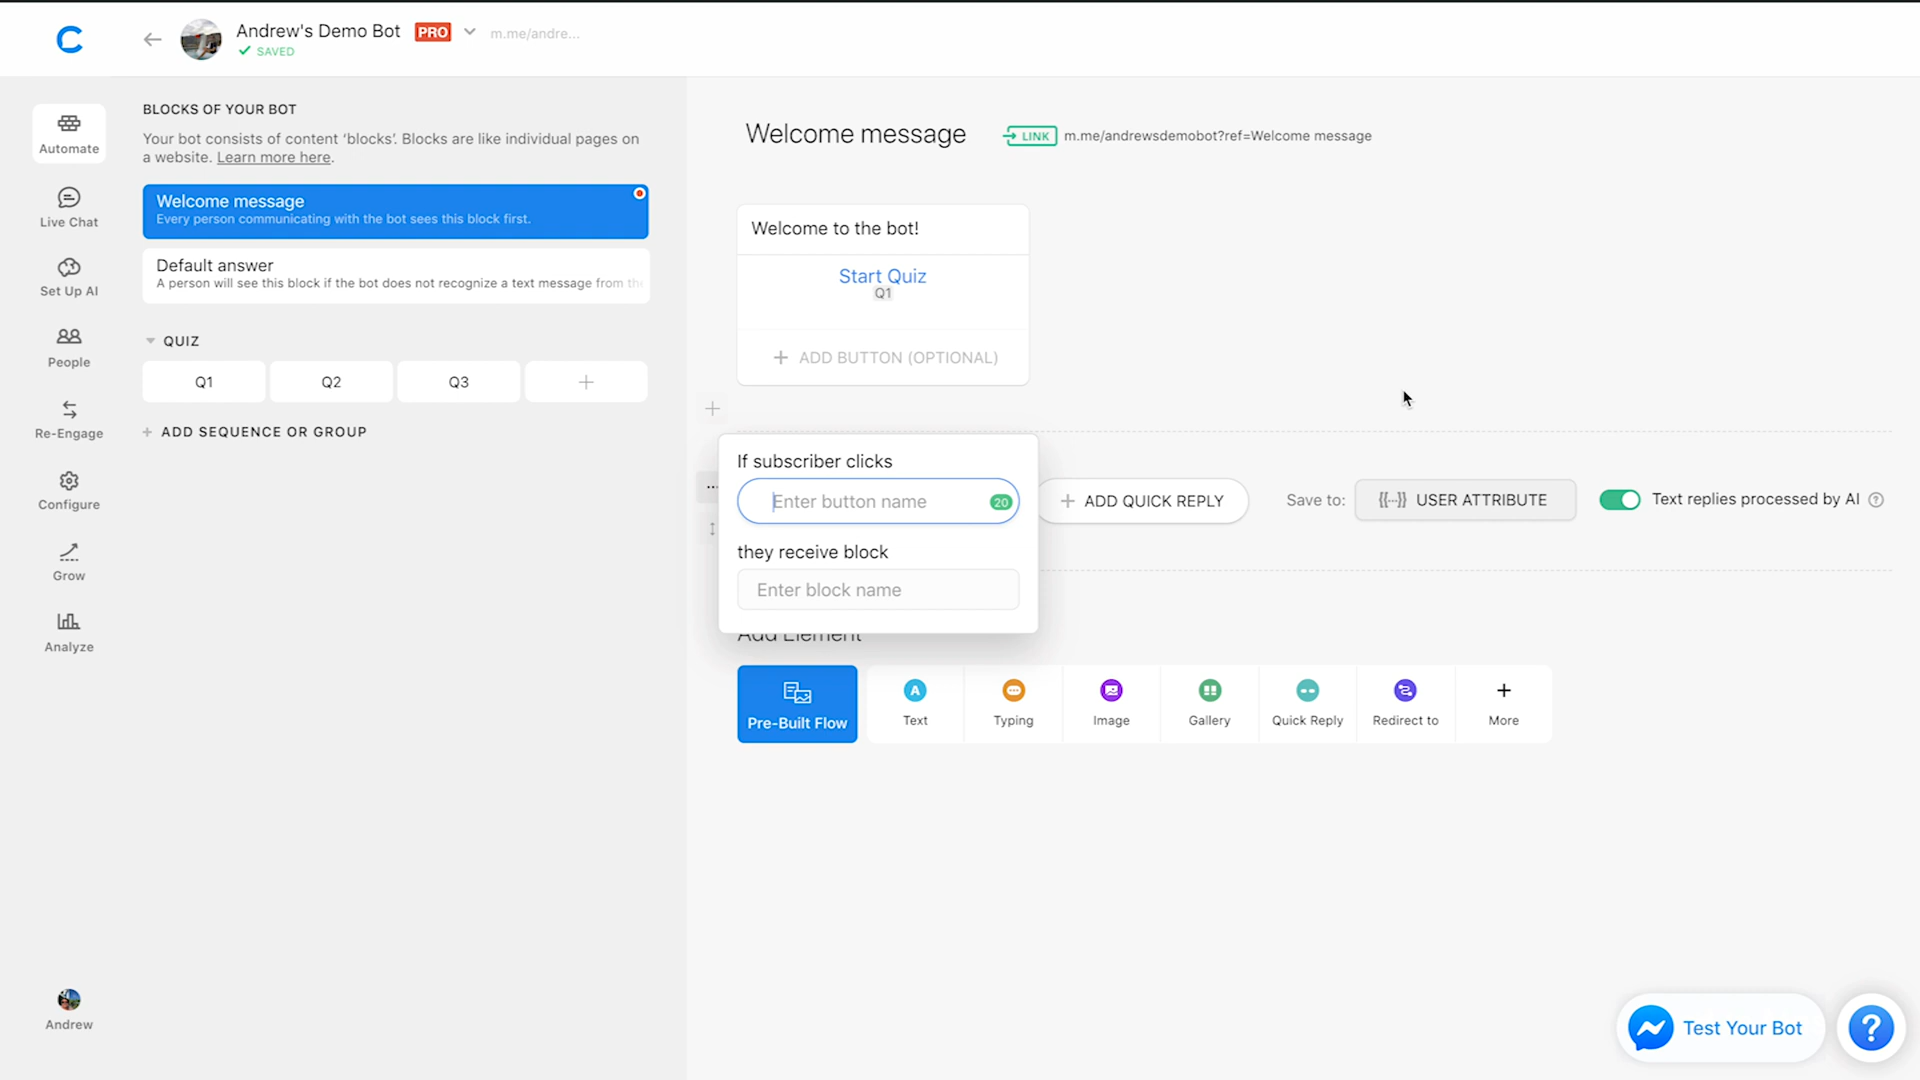 Andrew's Demo Bot PRO m.me/andre...
SAVED
Automate
Live Chat
Set Up AI
People
Re-Engage
Configure
Grow
Analyze
Andrew
BLOCKS OF YOUR BOT
Your bot consists of content ‘blocks’. Blocks are like individual pages on
a website. Learn more here.
Welcome message
Every person communicating with the bot sees this block first.
Default answer
A person will see this block if the bot does not recognize a text message from the
QUIZ
Q1 Q2 Q3 +
+ ADD SEQUENCE OR GROUP
Welcome message LINK m.me/andrewsdemobot?ref=Welcome message
Welcome to the bot!
Start Quiz
Q1
+ ADD BUTTON (OPTIONAL)
If subscriber clicks
Enter button name 20
they receive block
Enter block name
+ ADD QUICK REPLY Save to: {{...}} USER ATTRIBUTE Text replies processed by AI ?
Add Element
Pre-Built Flow
A
Text
Typing
Image
Gallery
Quick Reply
Redirect to
+
More
Test Your Bot ?